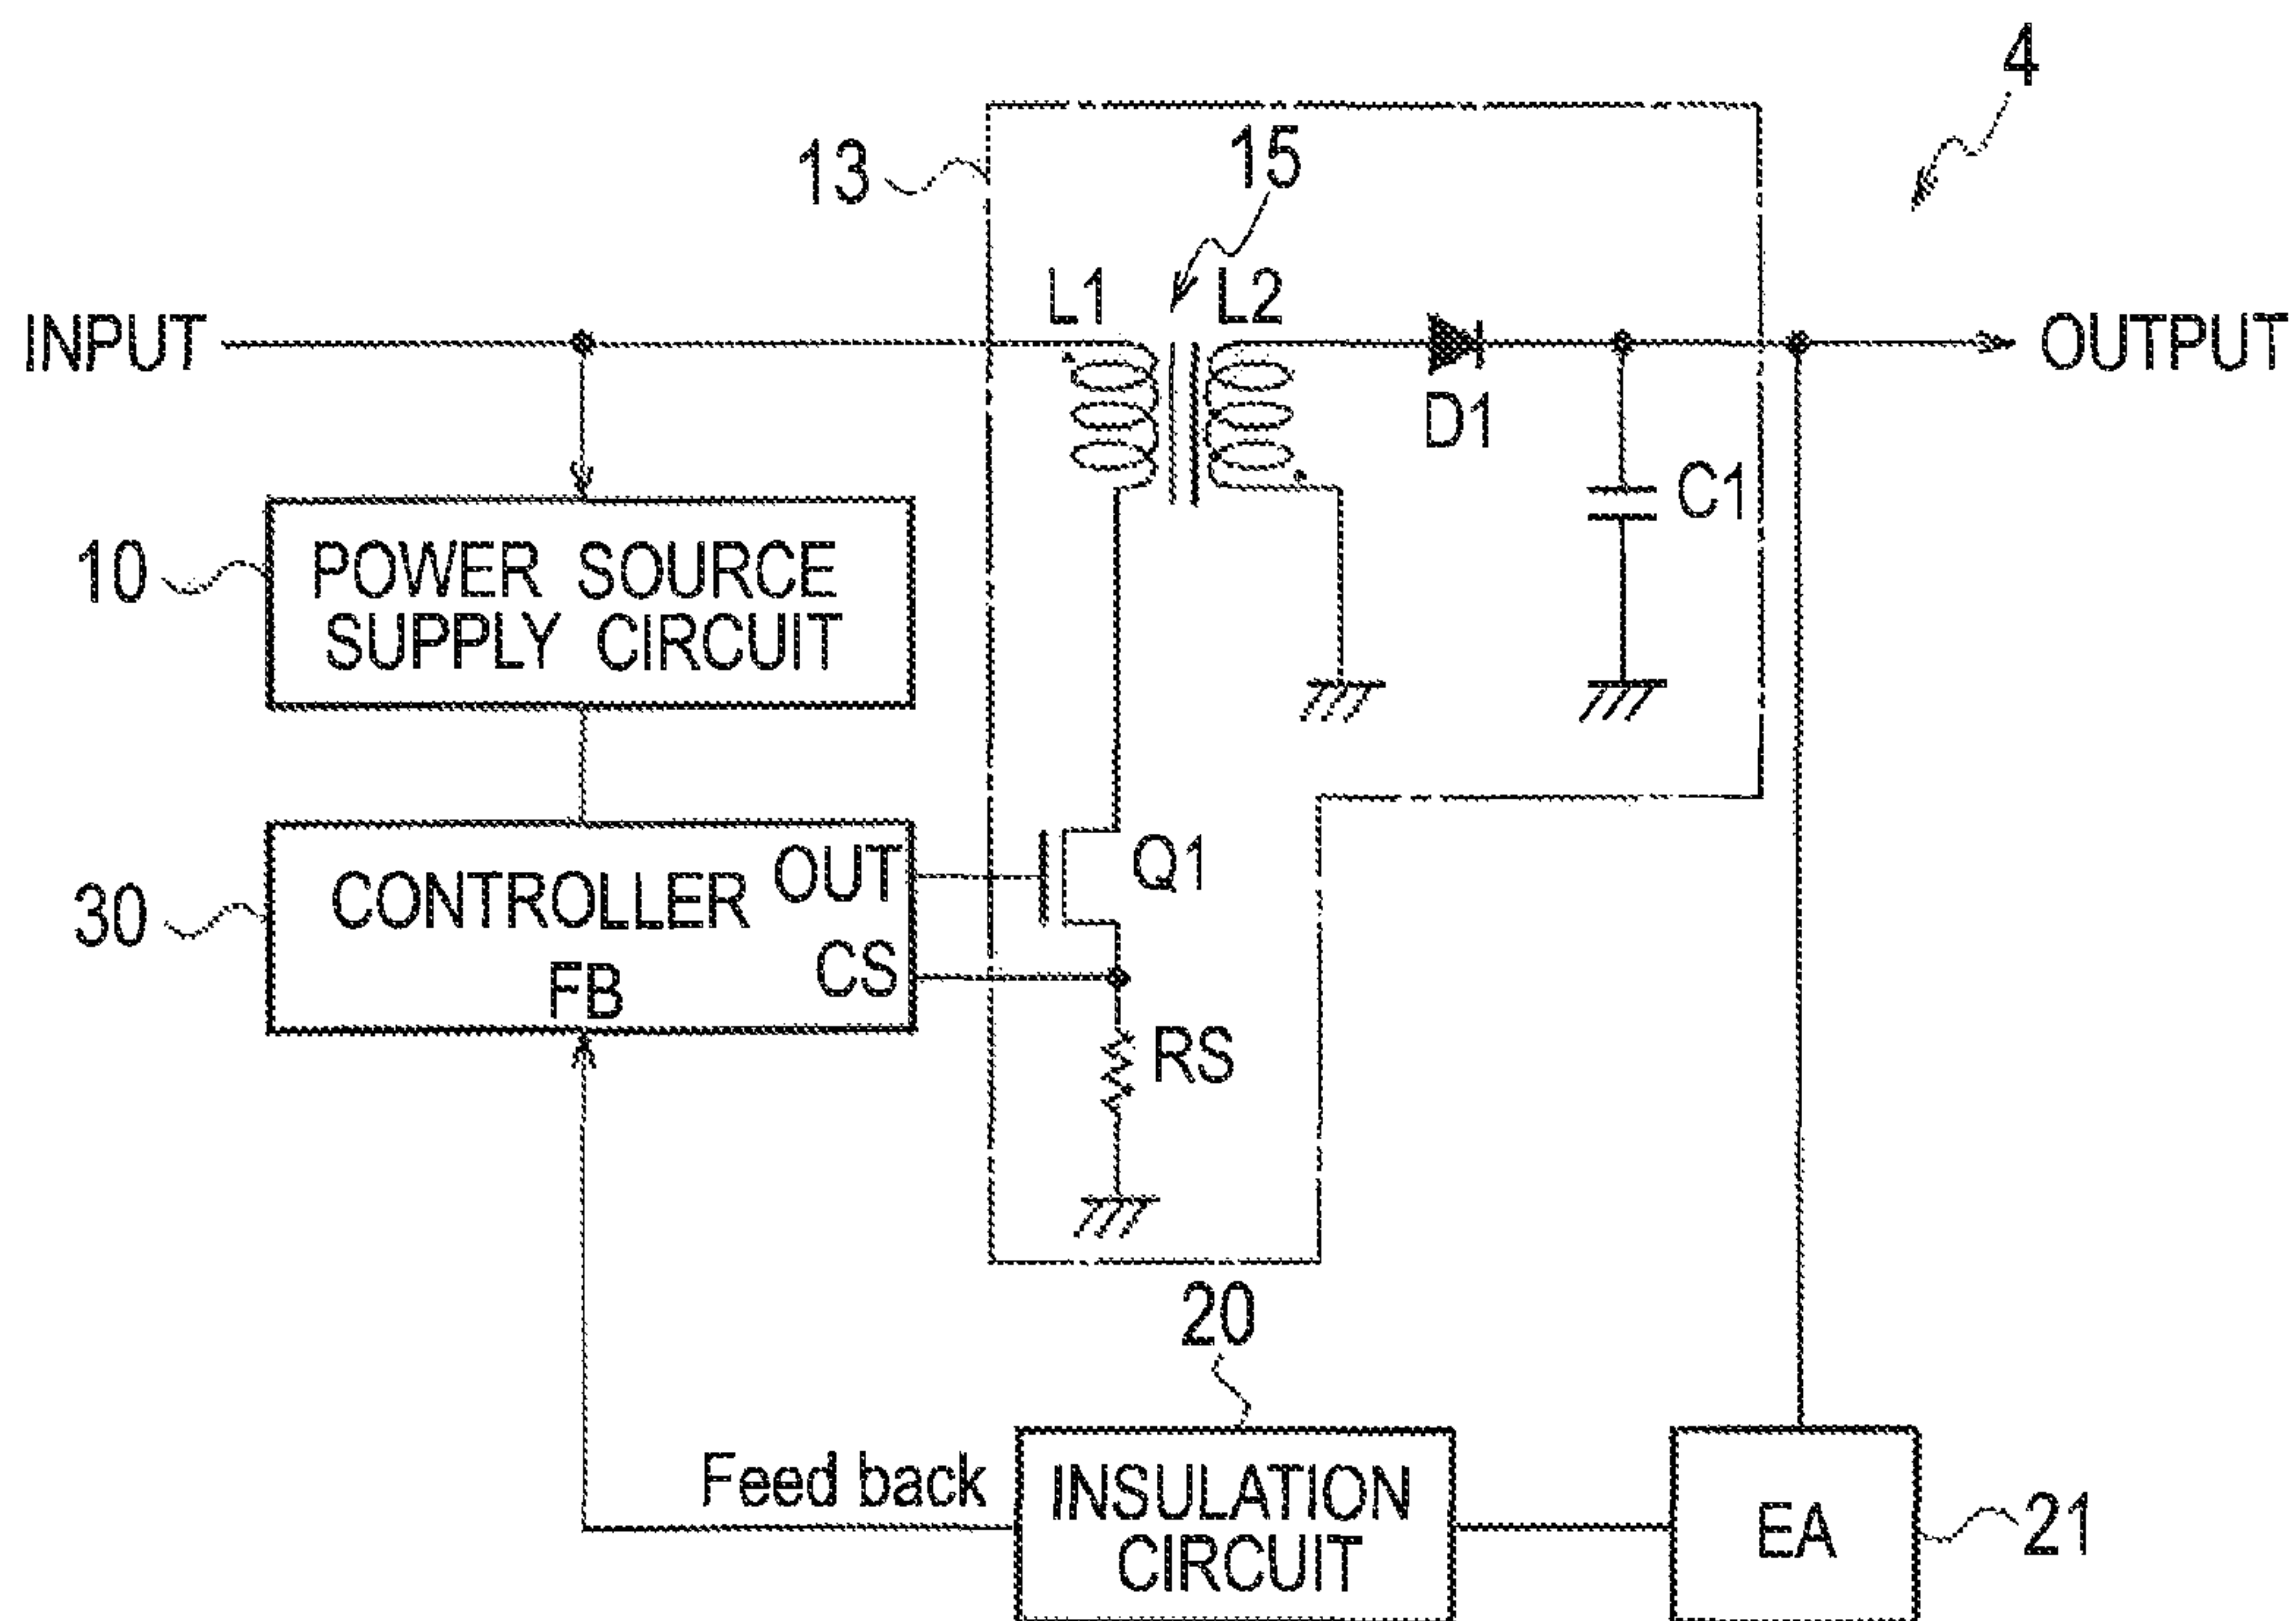 4
13
15
L1
L2
INPUT
OUTPUT
D1
C1
10
POWER SOURCE
SUPPLY CIRCUIT
30
CONTROLLER
OUT
Q1
CS
FB
RS
20
Feed back
INSULATION
CIRCUIT
EA
21